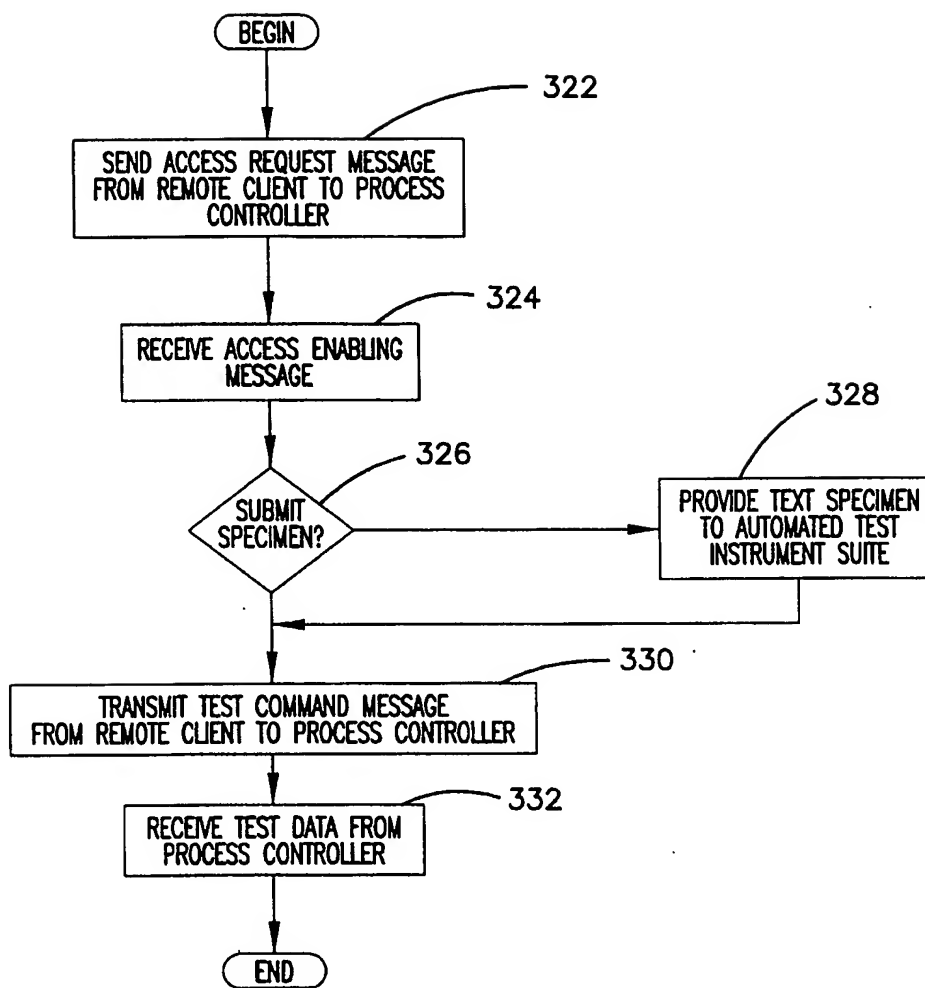 BEGIN
322
SEND ACCESS REQUEST MESSAGE
FROM REMOTE CLIENT TO PROCESS
CONTROLLER
324
RECEIVE ACCESS ENABLING
MESSAGE
326
SUBMIT
SPECIMEN?
328
PROVIDE TEXT SPECIMEN
TO AUTOMATED TEST
INSTRUMENT SUITE
330
TRANSMIT TEST COMMAND MESSAGE
FROM REMOTE CLIENT TO PROCESS CONTROLLER
332
RECEIVE TEST DATA FROM
PROCESS CONTROLLER
END